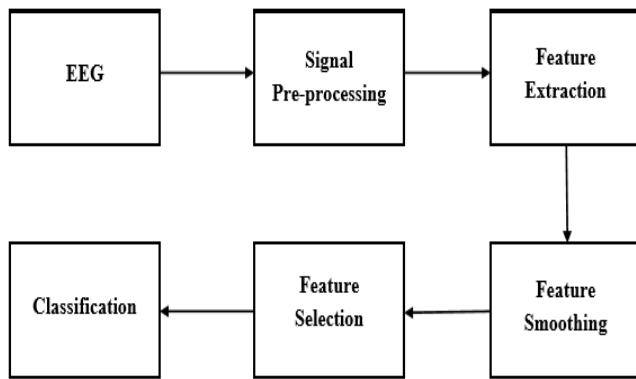 EEG
Signal
Pre-processing
Feature
Extraction
Feature
Smoothing
Feature
Selection
Classification